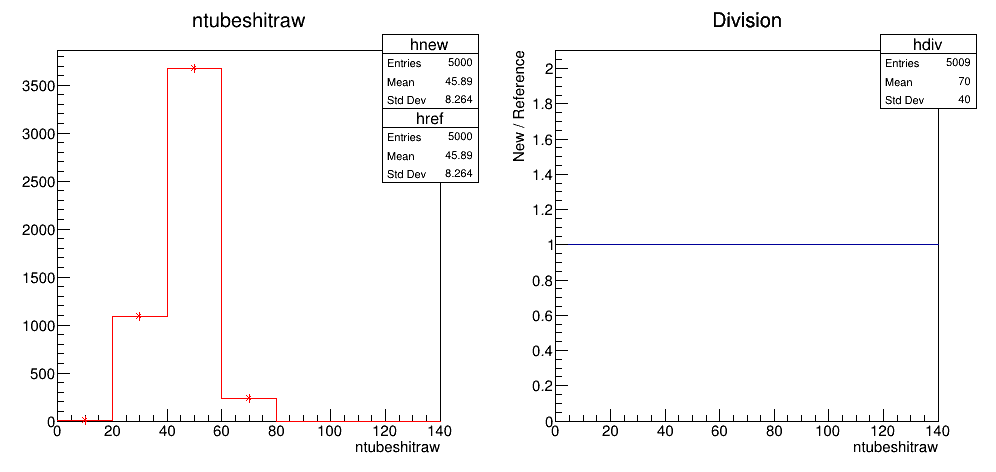 ntubeshitraw
hnew
Entries 5000
Mean 45.89
Std Dev 8.264
href
Entries 5000
Mean 45.89
Std Dev 8.264
3500
3000
2500
2000
1500
1000
500
0
0 20 40 60 80 100 120 140
ntubeshitraw
Division
hdiv
Entries 5009
Mean 70
Std Dev 40
New / Reference
2
1.8
1.6
1.4
1.2
1
0.8
0.6
0.4
0.2
0
0 20 40 60 80 100 120 140
ntubeshitraw